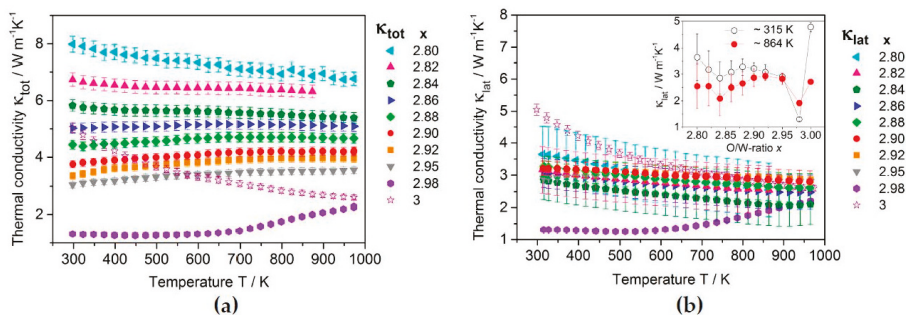 (a)
Thermal conductivity κtot / W m⁻¹K⁻¹
8
6
4
2
300 400 500 600 700 800 900 1000
Temperature T / K
κtot x
2.80
2.82
2.84
2.86
2.88
2.90
2.92
2.95
2.98
3
(a)
(b)
Thermal conductivity κlat / W m⁻¹K⁻¹
8
7
6
5
4
3
2
1
300 400 500 600 700 800 900 1000
Temperature T / K
κlat / W m⁻¹K⁻¹
5
4
3
2
1
~ 315 K
~ 864 K
2.80 2.85 2.90 2.95 3.00
O/W-ratio x
κlat x
2.80
2.82
2.84
2.86
2.88
2.90
2.92
2.95
2.98
3
(b)